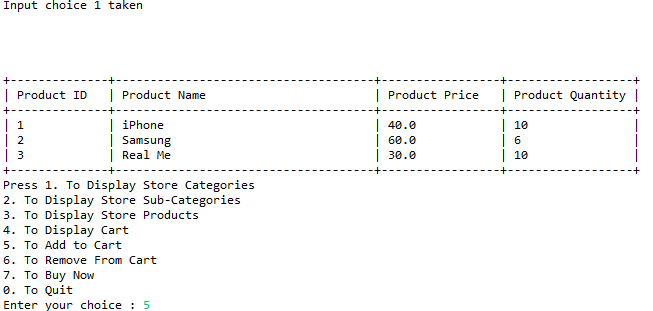 Input choice 1 taken
+--------------+-------------------------------------+-----------------+------------------+
| Product ID | Product Name | Product Price | Product Quantity |
+--------------+-------------------------------------+-----------------+------------------+
| 1 | iPhone | 40.0 | 10 |
| 2 | Samsung | 60.0 | 6 |
| 3 | Real Me | 30.0 | 10 |
+--------------+-------------------------------------+-----------------+------------------+
Press 1. To Display Store Categories
2. To Display Store Sub-Categories
3. To Display Store Products
4. To Display Cart
5. To Add to Cart
6. To Remove From Cart
7. To Buy Now
0. To Quit
Enter your choice : 5